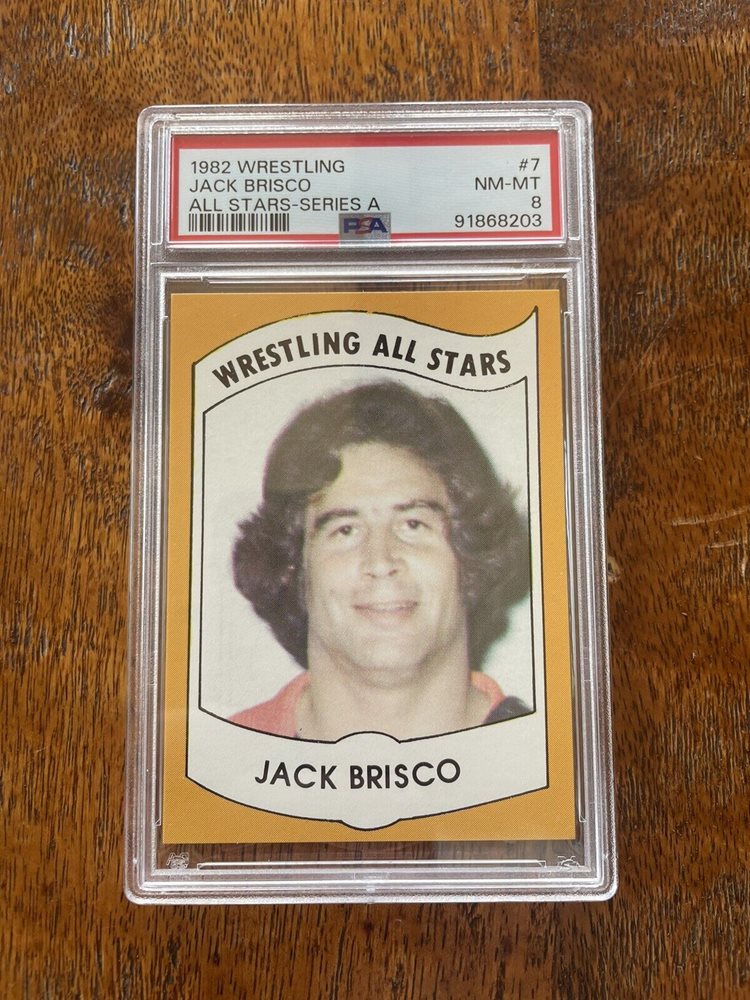 1982 WRESTLING #7
JACK BRISCO NM-MT
ALL STARS-SERIES A 8
PSA 91868203
WRESTLING ALL STARS
JACK BRISCO